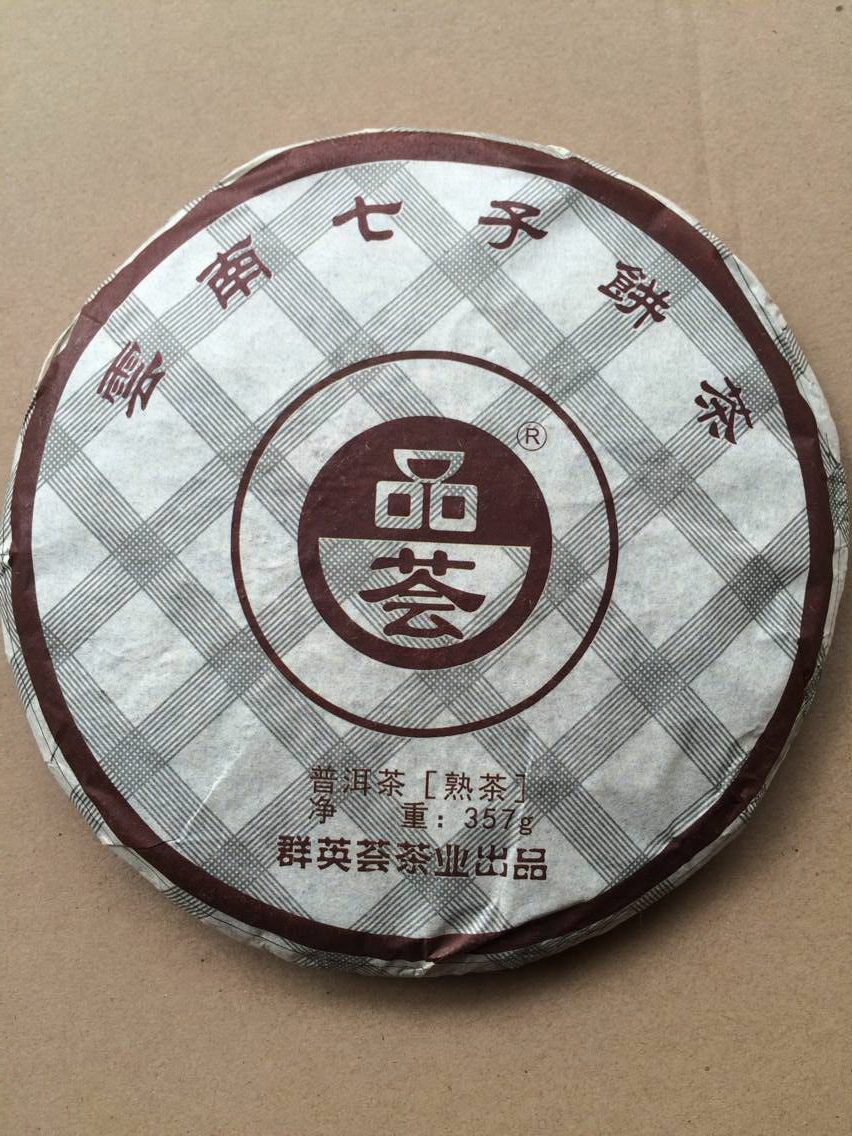 雲南七子餅茶
®
品
荟
普洱茶[熟茶]
净 重: 357g
群英荟茶业出品